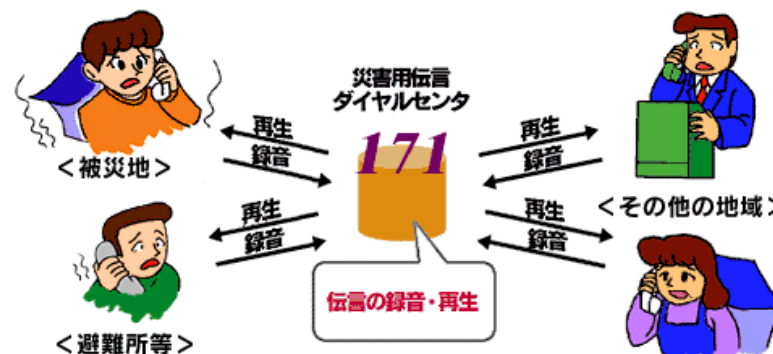 災害用伝言
ダイヤルセンタ
171
再生
録音
再生
録音
<被災地>
<その他の地域>
再生
録音
再生
録音
伝言の録音・再生
<避難所等>